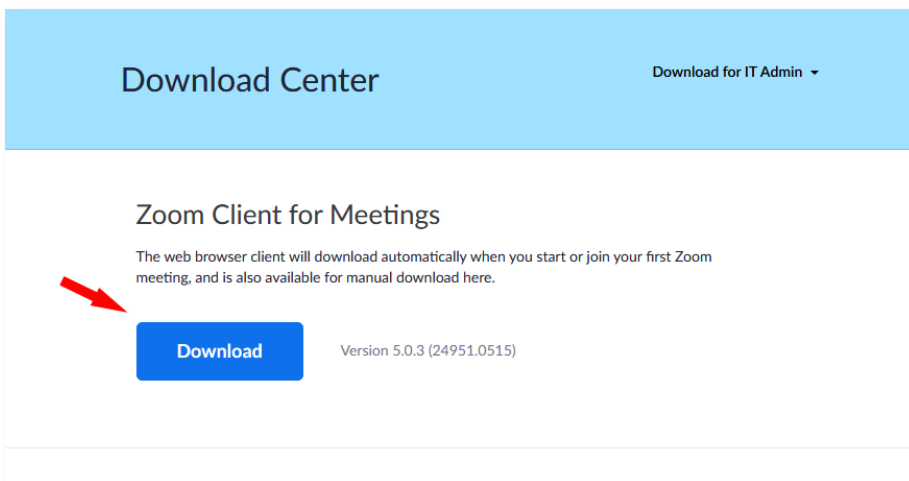 Download Center
Download for IT Admin
Zoom Client for Meetings
The web browser client will download automatically when you start or join your first Zoom
meeting, and is also available for manual download here.
Download
Version 5.0.3 (24951.0515)